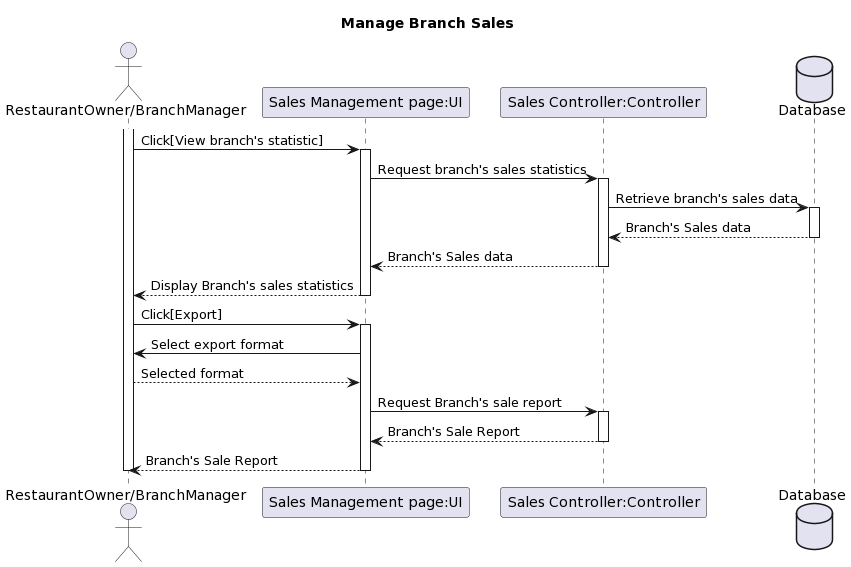 Manage Branch Sales
RestaurantOwner/BranchManager
Sales Management page:UI
Sales Controller:Controller
Database
Click[View branch's statistic]
Request branch's sales statistics
Retrieve branch's sales data
Branch's Sales data
Branch's Sales data
Display Branch's sales statistics
Click[Export]
Select export format
Selected format
Request Branch's sale report
Branch's Sale Report
Branch's Sale Report
RestaurantOwner/BranchManager
Sales Management page:UI
Sales Controller:Controller
Database